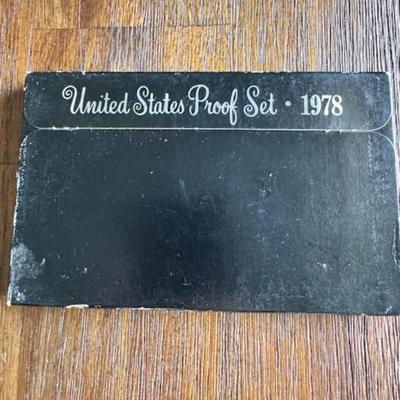 United States Proof Set · 1978